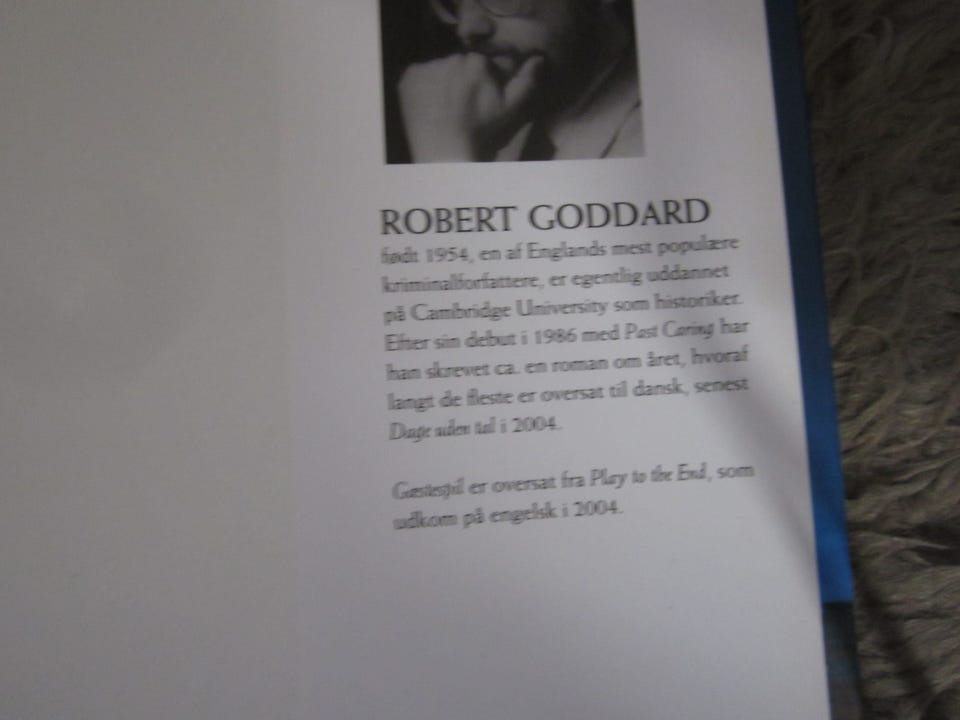 ROBERT GODDARD
født 1954, en af Englands mest populære
kriminalforfattere, er egentlig uddannet
på Cambridge University som historiker.
Efter sin debut i 1986 med Past Caring har
han skrevet ca. en roman om året, hvoraf
langt de fleste er oversat til dansk, senest
Dage uden tal i 2004.
Gæstespil er oversat fra Play to the End, som
udkom på engelsk i 2004.